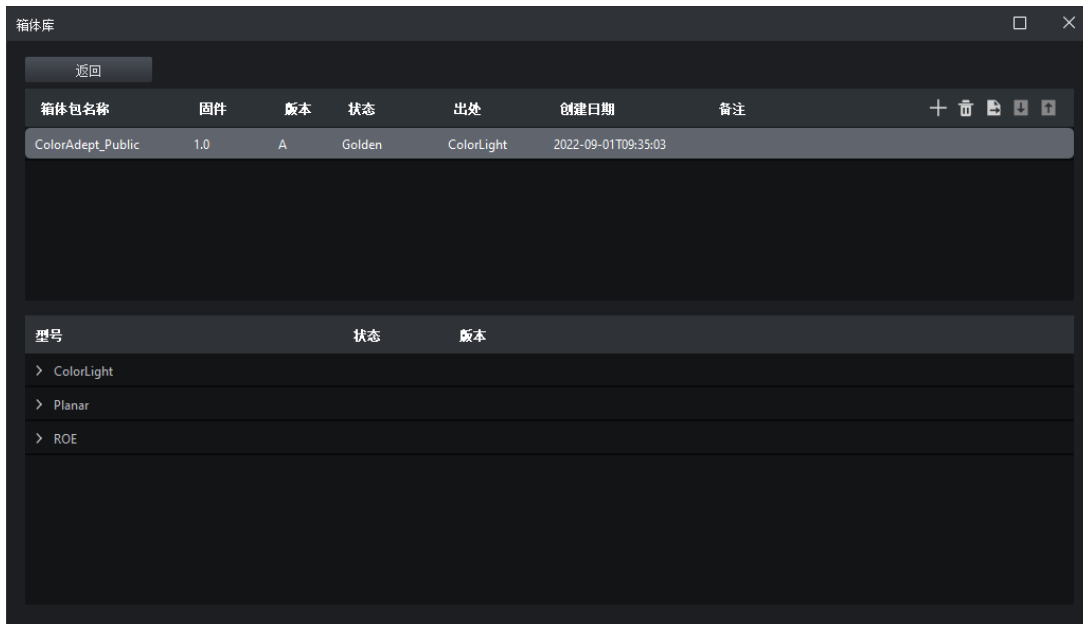 箱体库
返回
箱体包名称 固件 版本 状态 出处 创建日期 备注
ColorAdept_Public 1.0 A Golden ColorLight 2022-09-01T09:35:03
型号 状态 版本
ColorLight
Planar
ROE